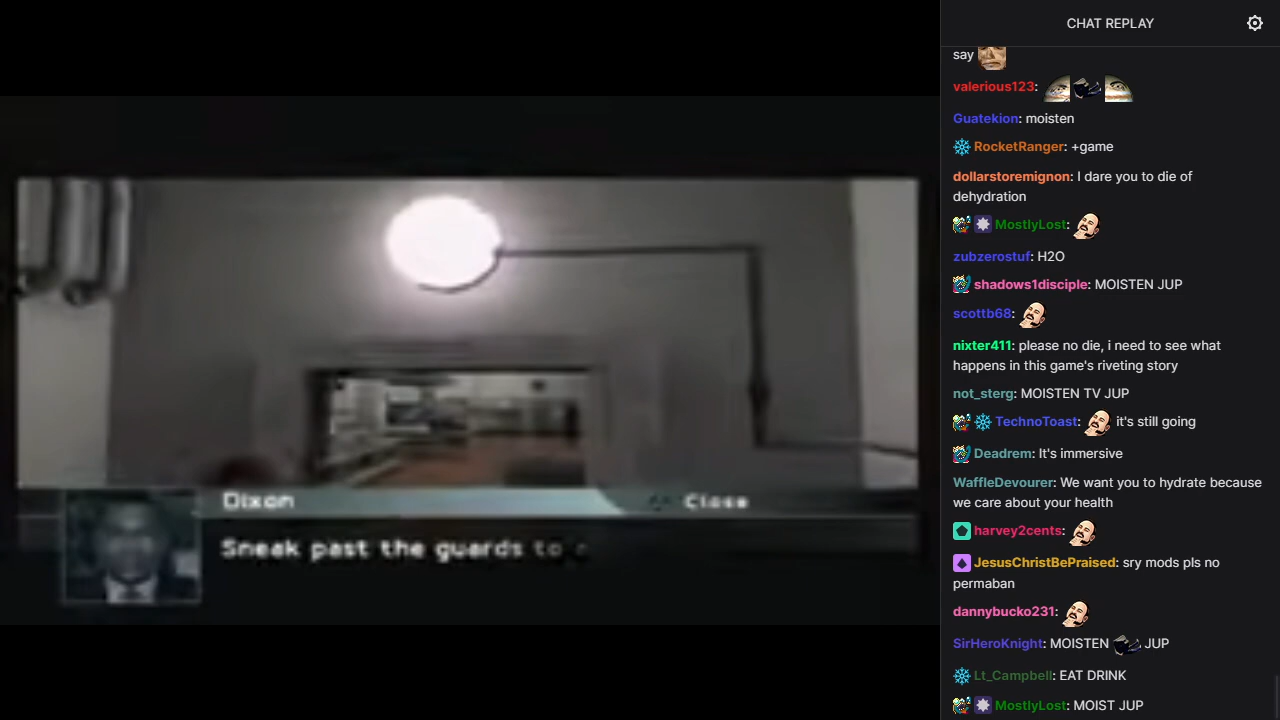 Dixon
Close
Sneak past the guards to
CHAT REPLAY
say
valerious123:
Guatekion: moisten
RocketRanger: +game
dollarstoremignon: I dare you to die of
dehydration
MostlyLost:
zubzerostuf: H2O
shadows1disciple: MOISTEN JUP
scottb68:
nixter411: please no die, i need to see what
happens in this game's riveting story
not_sterg: MOISTEN TV JUP
TechnoToast: it's still going
Deadrem: It's immersive
WaffleDevourer: We want you to hydrate because
we care about your health
harvey2cents:
JesusChristBePraised: sry mods pls no
permaban
dannybucko231:
SirHeroKnight: MOISTEN JUP
Lt_Campbell: EAT DRINK
MostlyLost: MOIST JUP